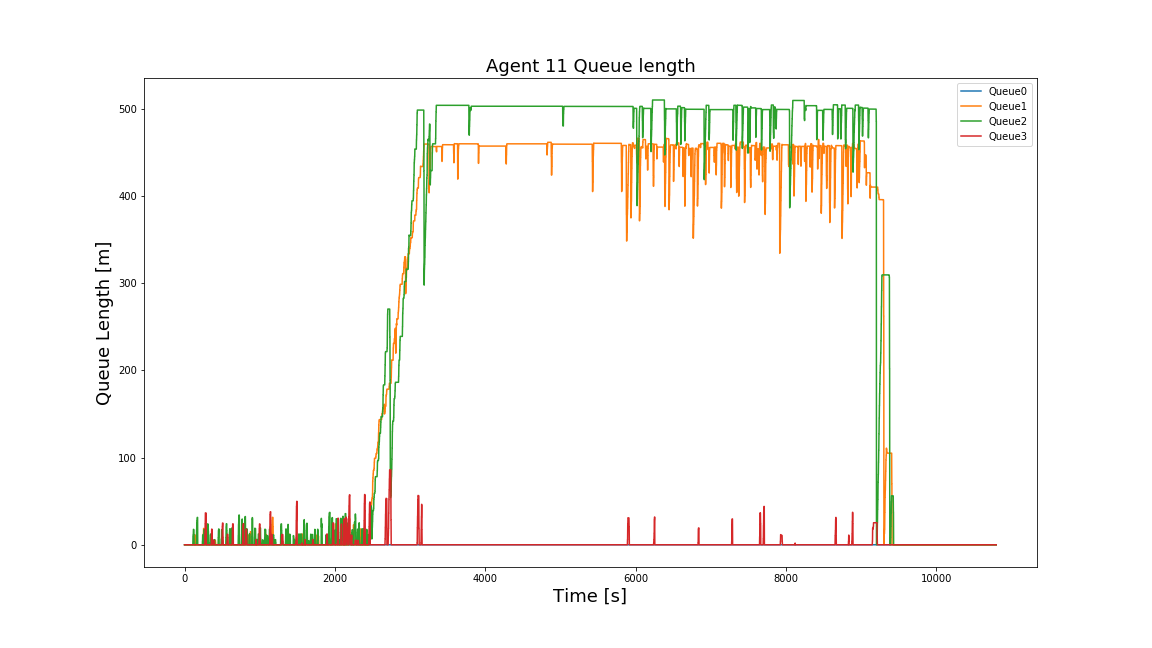 Agent 11 Queue length
Queue0
Queue1
Queue2
Queue3
500
400
300
200
100
0
Queue Length [m]
0 2000 4000 6000 8000 10000
Time [s]